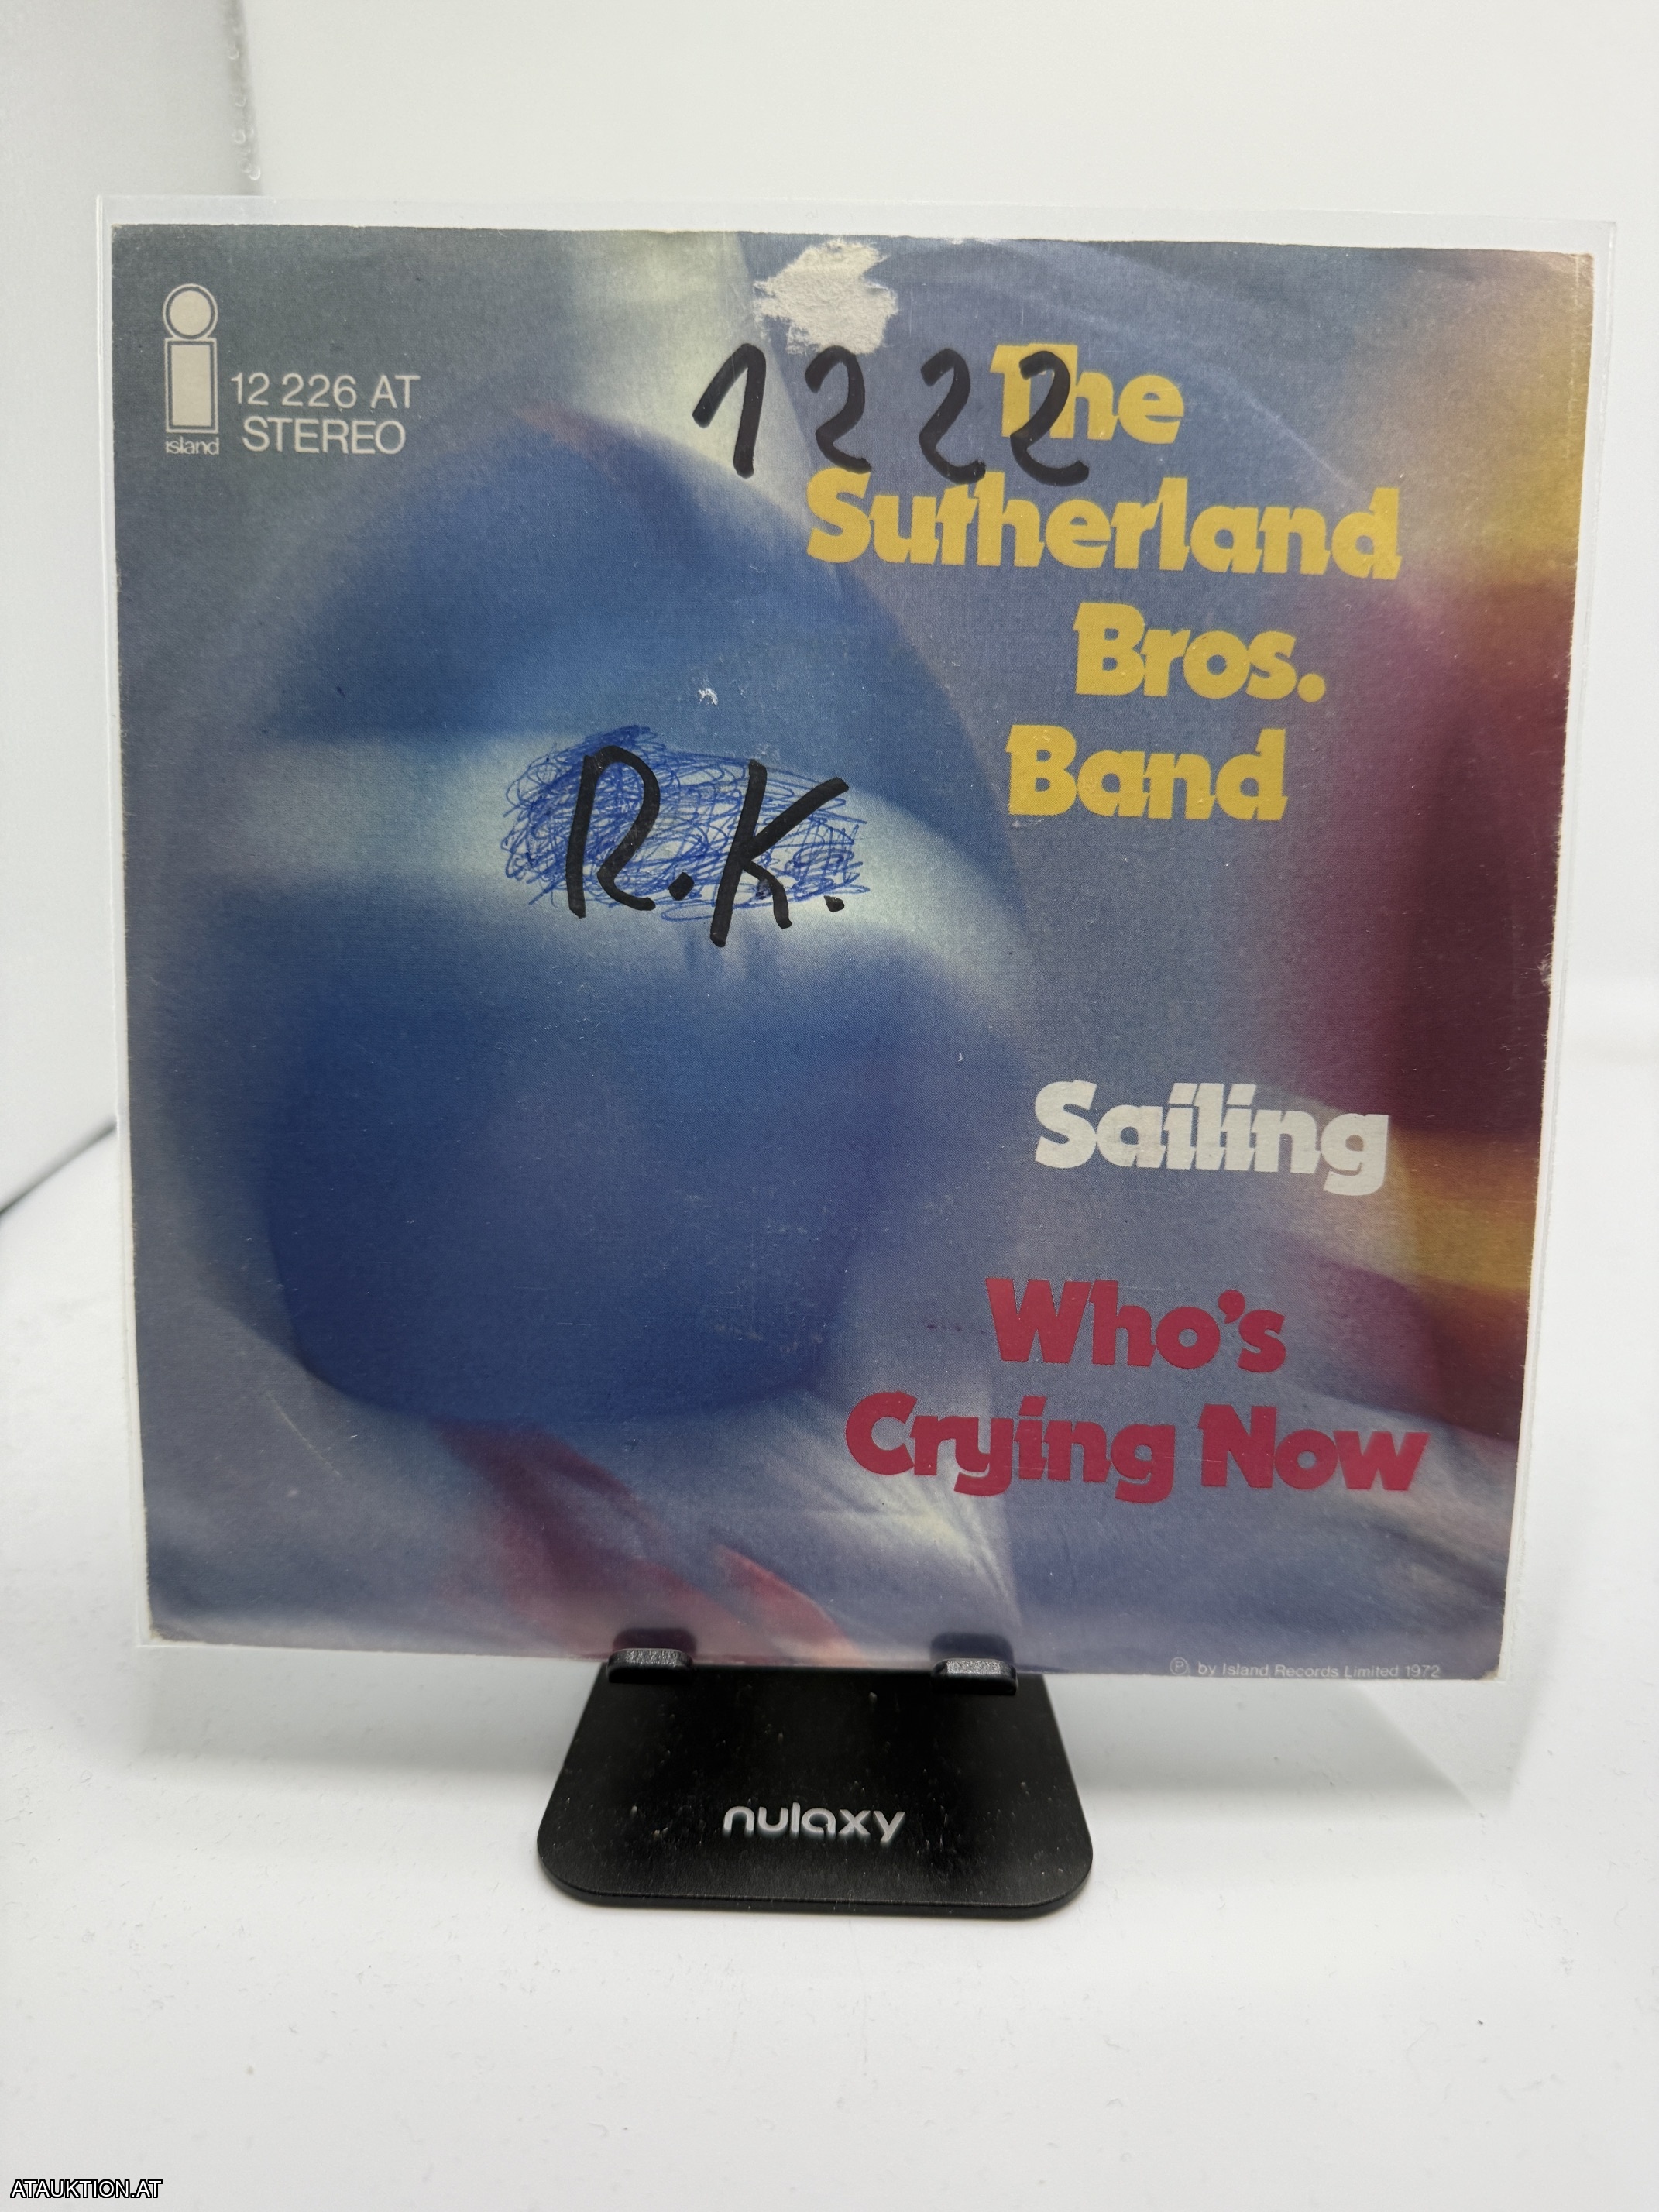 island
12 226 AT
STEREO
1222
The
Sutherland
Bros.
Band
R.K.
Sailing
Who's
Crying Now
Ⓟ by Island Records Limited 1972
nulaxy
ATAUKTION.AT